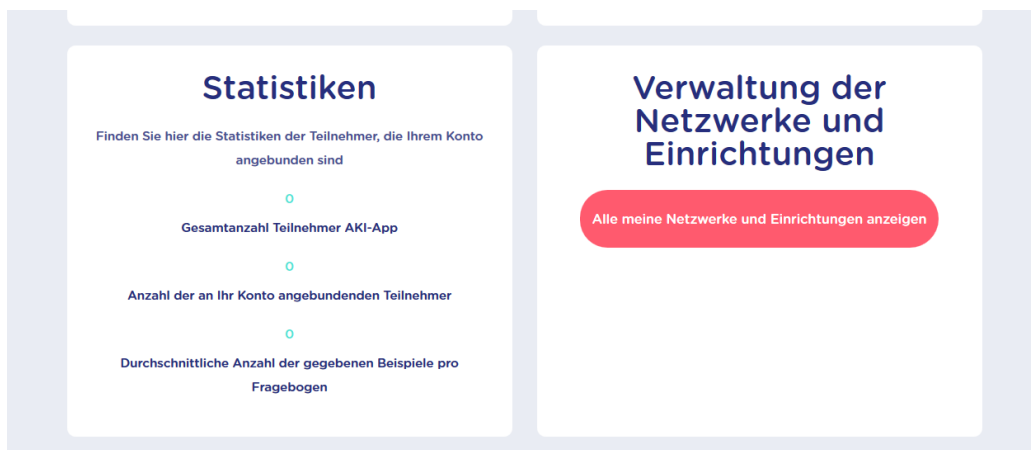 Statistiken
Finden Sie hier die Statistiken der Teilnehmer, die Ihrem Konto
angebunden sind
0
Gesamtanzahl Teilnehmer AKI-App
0
Anzahl der an Ihr Konto angebundenden Teilnehmer
0
Durchschnittliche Anzahl der gegebenen Beispiele pro
Fragebogen
Verwaltung der
Netzwerke und
Einrichtungen
Alle meine Netzwerke und Einrichtungen anzeigen